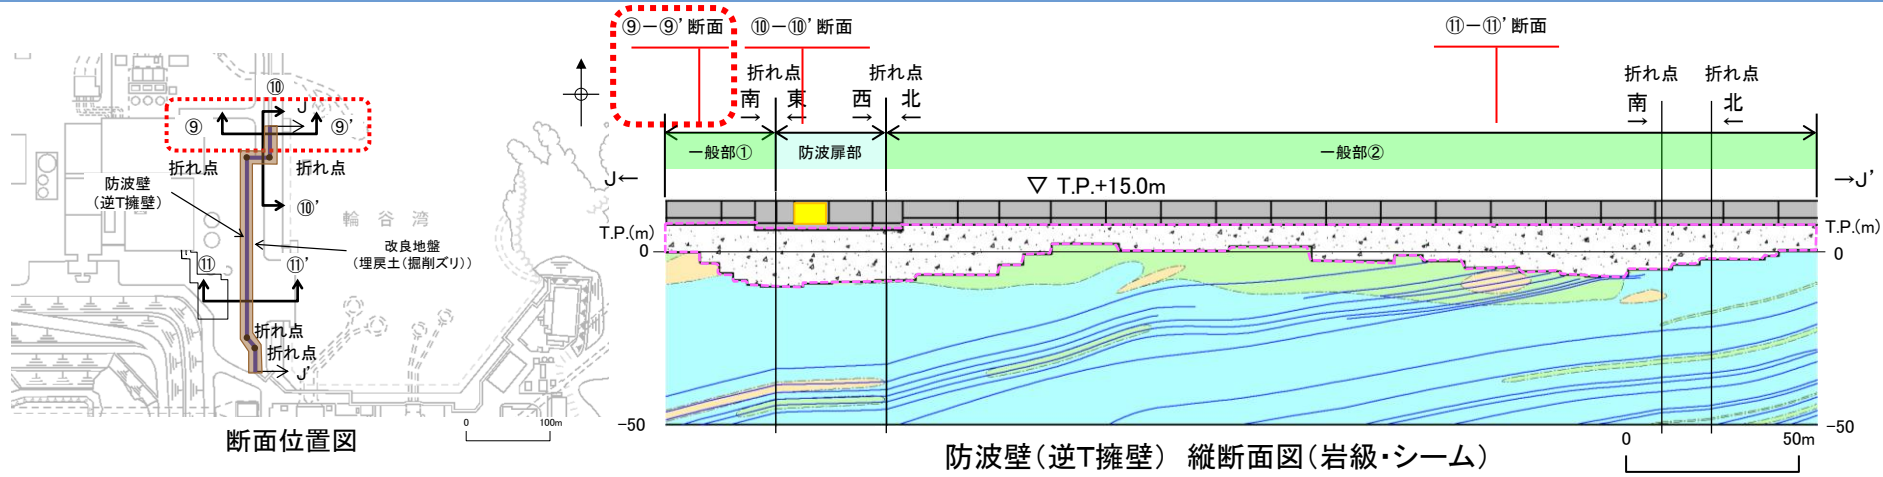 ⑨
⑩
J
⑨'
折れ点
折れ点
防波壁
（逆T擁壁）
⑩'
輪谷湾
改良地盤
（埋戻土（掘削ズリ））
⑪
⑪'
折れ点
折れ点
J'
断面位置図
0
100m
⑨－⑨'断面
⑩－⑩'断面
⑪－⑪'断面
折れ点
折れ点
折れ点
折れ点
南
東
西
北
南
北
→
←
→
←
→
←
一般部①
防波扉部
一般部②
J←
▽ T.P.+15.0m
→J'
T.P.(m)
T.P.(m)
0
0
-50
-50
防波壁（逆T擁壁） 縦断面図（岩級・シーム）
0
50m